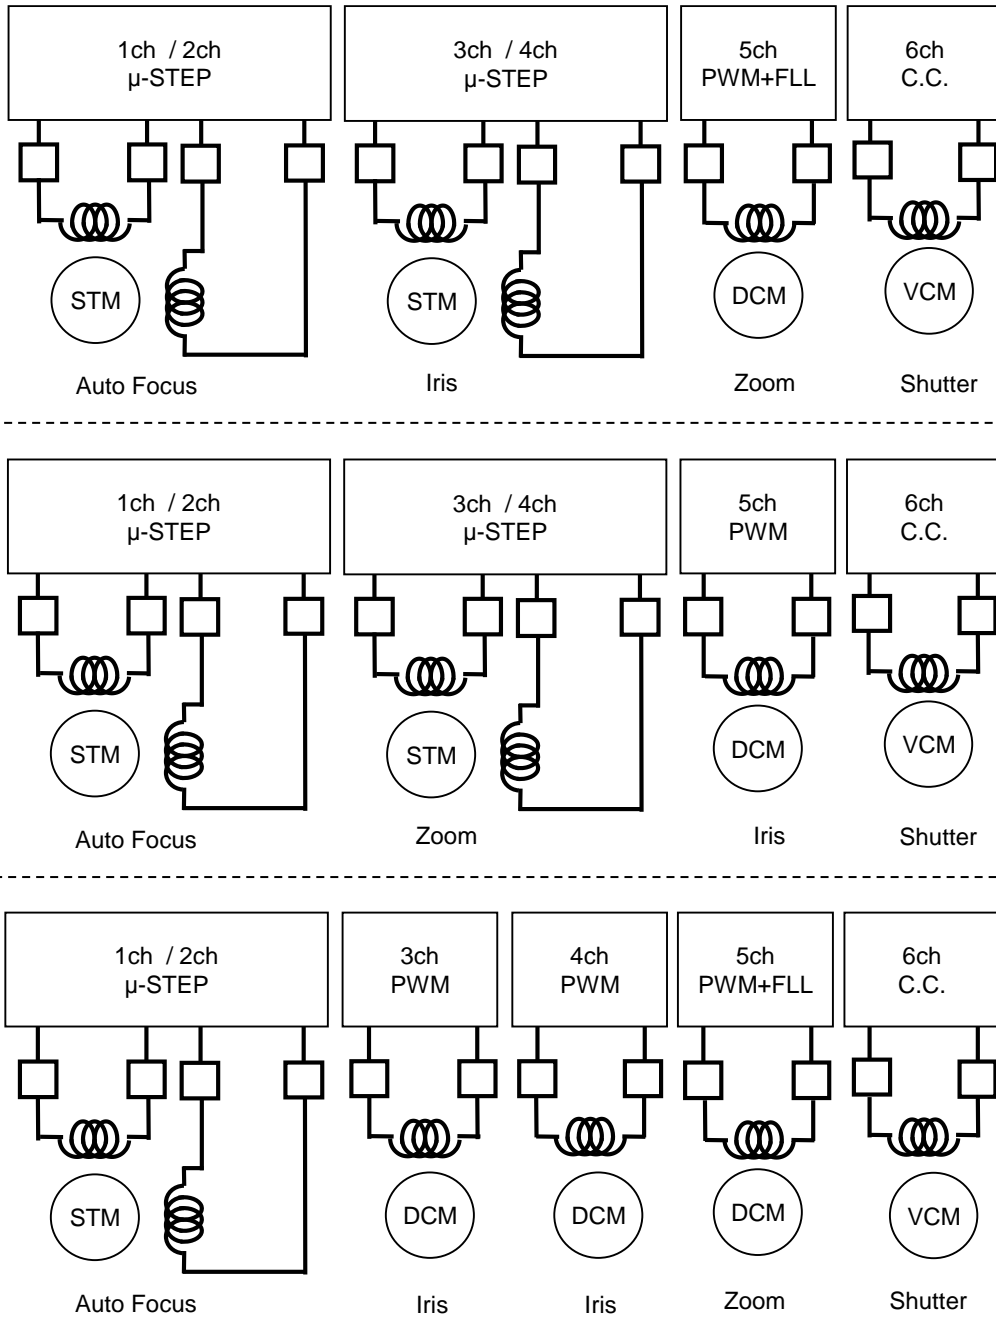 1ch / 2ch
µ-STEP
3ch / 4ch
µ-STEP
5ch
PWM+FLL
6ch
C.C.
STM
STM
DCM
VCM
Auto Focus
Iris
Zoom
Shutter
1ch / 2ch
µ-STEP
3ch / 4ch
µ-STEP
5ch
PWM
6ch
C.C.
STM
STM
DCM
VCM
Auto Focus
Zoom
Iris
Shutter
1ch / 2ch
µ-STEP
3ch
PWM
4ch
PWM
5ch
PWM+FLL
6ch
C.C.
STM
DCM
DCM
DCM
VCM
Auto Focus
Iris
Iris
Zoom
Shutter